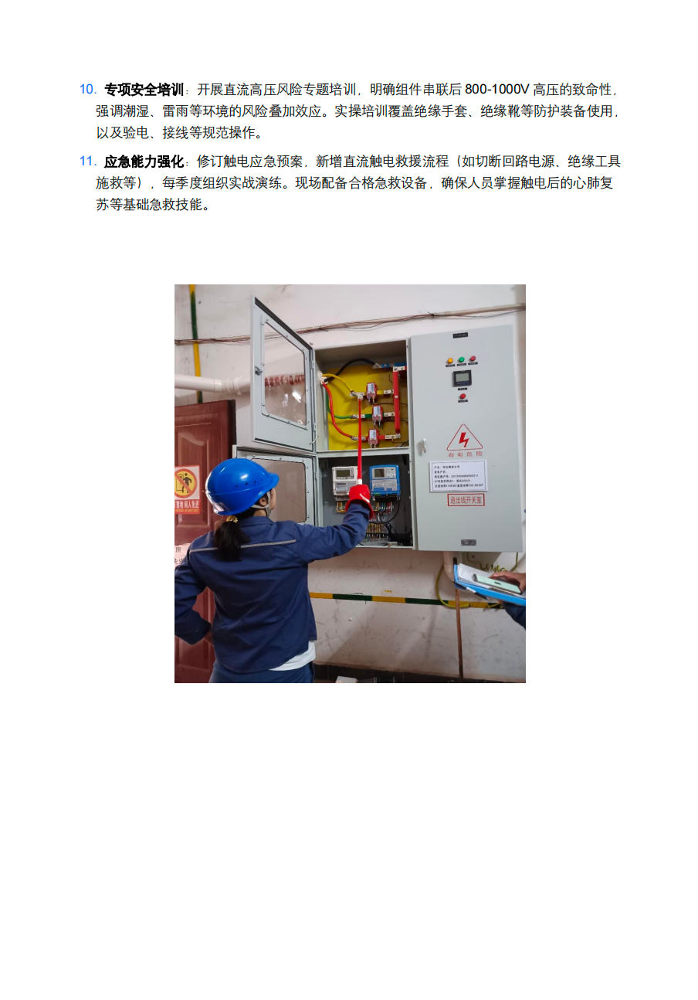 10. 专项安全培训：开展直流高压风险专题培训，明确组件串联后 800-1000V 高压的致命性，
强调潮湿、雷雨等环境的风险叠加效应。实操培训覆盖绝缘手套、绝缘靴等防护装备使用，
以及验电、接线等规范操作。
11. 应急能力强化：修订触电应急预案，新增直流触电救援流程（如切断回路电源、绝缘工具
施救等），每季度组织实战演练。现场配备合格急救设备，确保人员掌握触电后的心肺复
苏等基础急救技能。
有电危险
进出线开关室
闲人免进